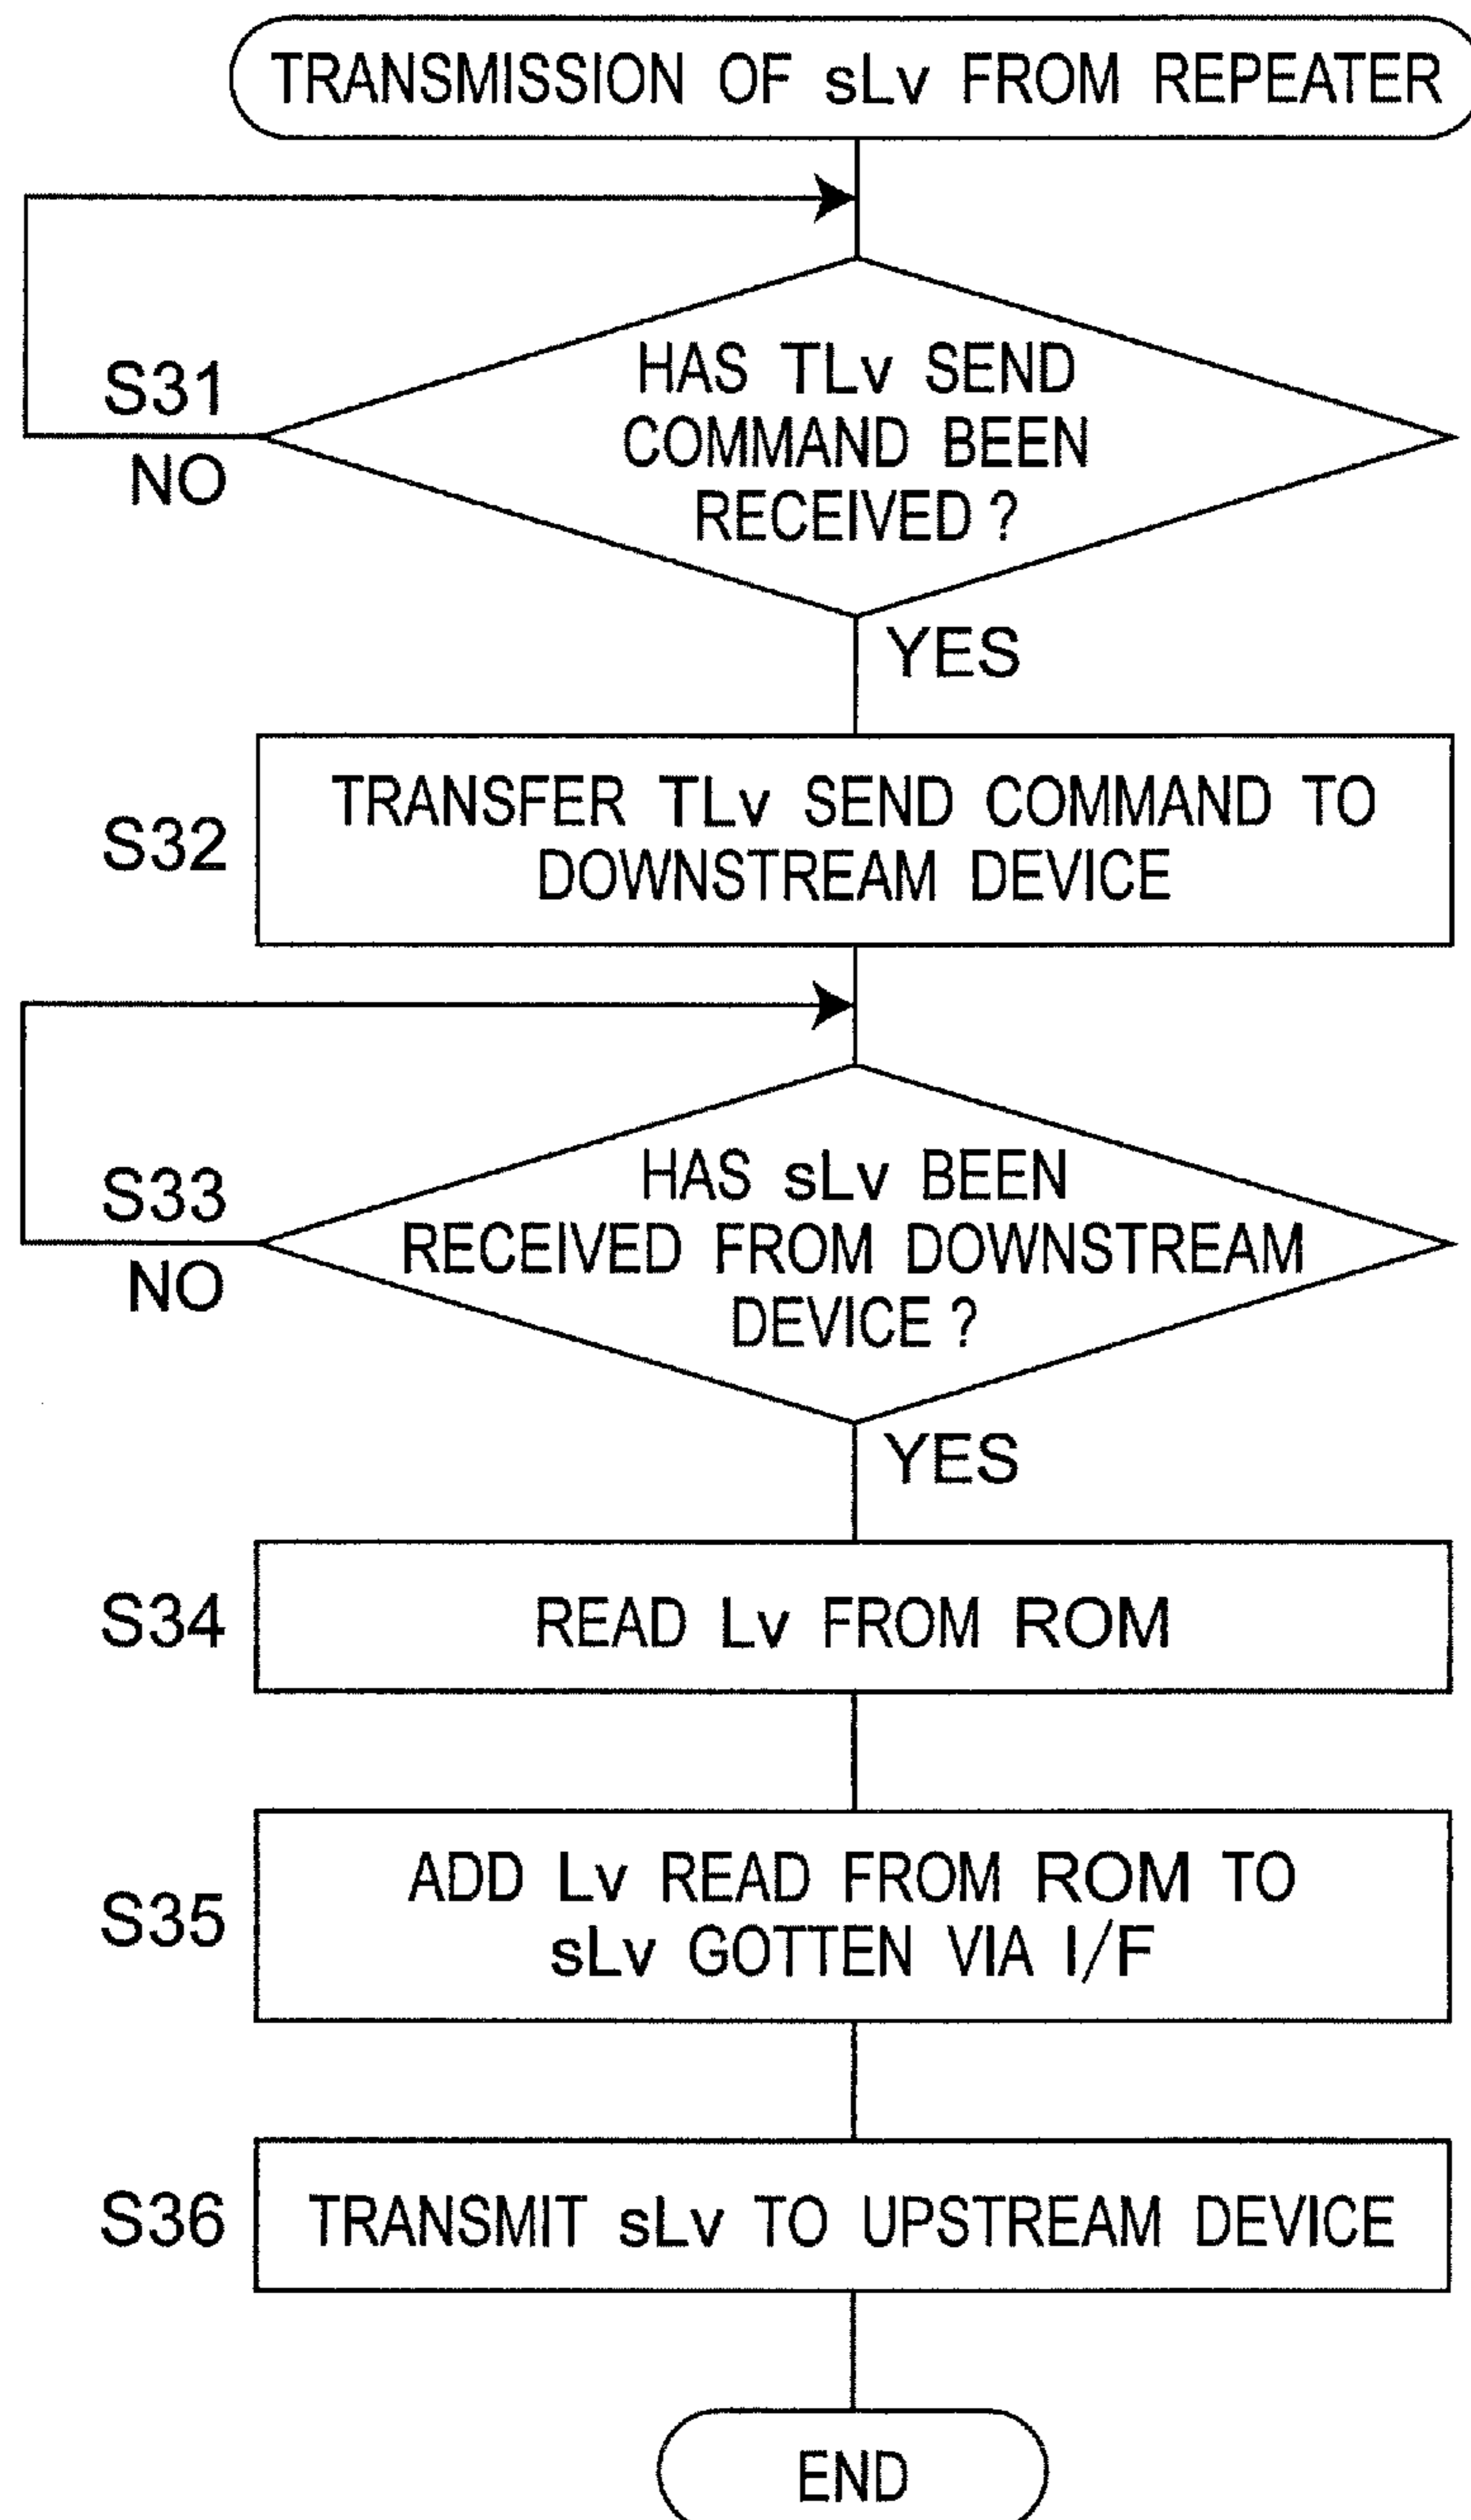 TRANSMISSION OF sLv FROM REPEATER
S31
NO
HAS TLv SEND
COMMAND BEEN
RECEIVED ?
YES
S32
TRANSFER TLv SEND COMMAND TO
DOWNSTREAM DEVICE
S33
NO
HAS sLv BEEN
RECEIVED FROM DOWNSTREAM
DEVICE ?
YES
S34
READ Lv FROM ROM
S35
ADD Lv READ FROM ROM TO
sLv GOTTEN VIA I/F
S36
TRANSMIT sLv TO UPSTREAM DEVICE
END